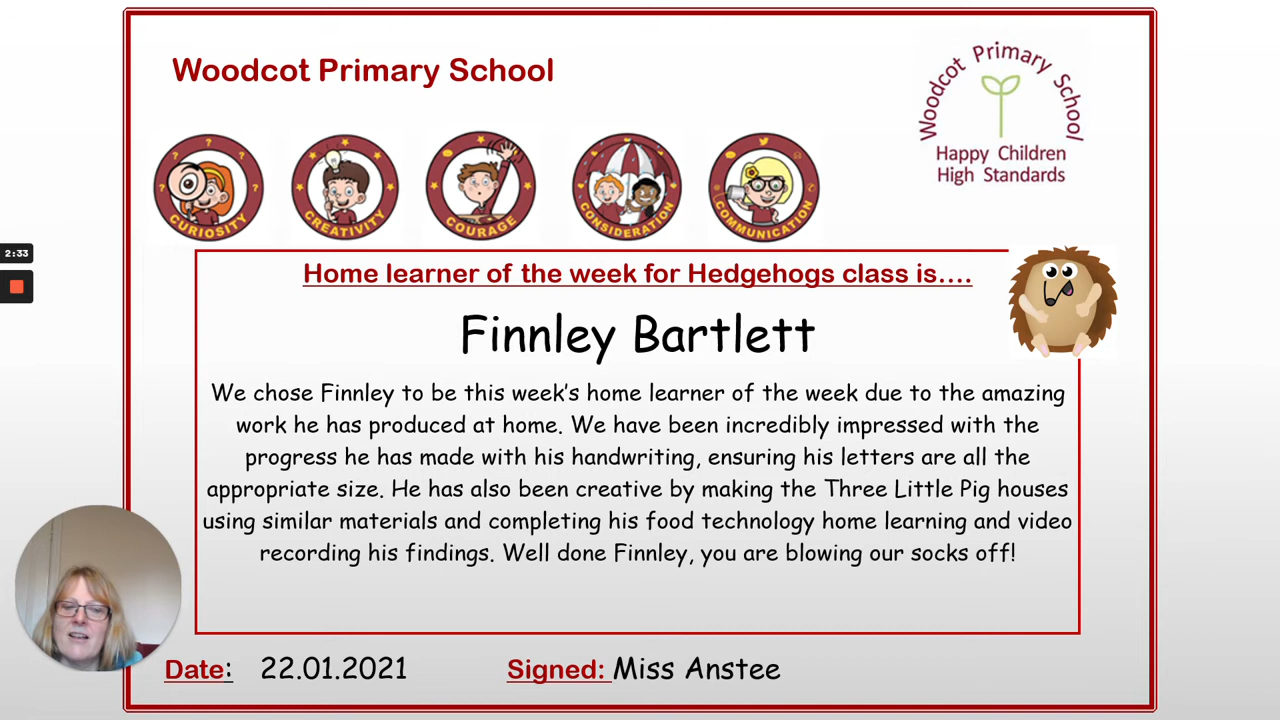 Woodcot Primary School
Woodcot Primary School
Happy Children
High Standards
CURIOSITY
CREATIVITY
COURAGE
CONSIDERATION
COMMUNICATION
2:33
Home learner of the week for Hedgehogs class is....
Finnley Bartlett
We chose Finnley to be this week's home learner of the week due to the amazing
work he has produced at home. We have been incredibly impressed with the
progress he has made with his handwriting, ensuring his letters are all the
appropriate size. He has also been creative by making the Three Little Pig houses
using similar materials and completing his food technology home learning and video
recording his findings. Well done Finnley, you are blowing our socks off!
Date: 22.01.2021 Signed: Miss Anstee